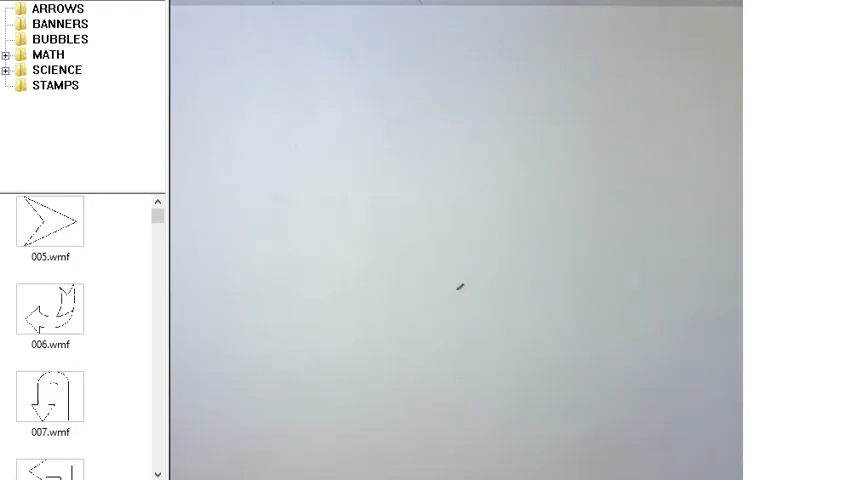 ARROWS
BANNERS
BUBBLES
MATH
SCIENCE
STAMPS
005.wmf
006.wmf
007.wmf